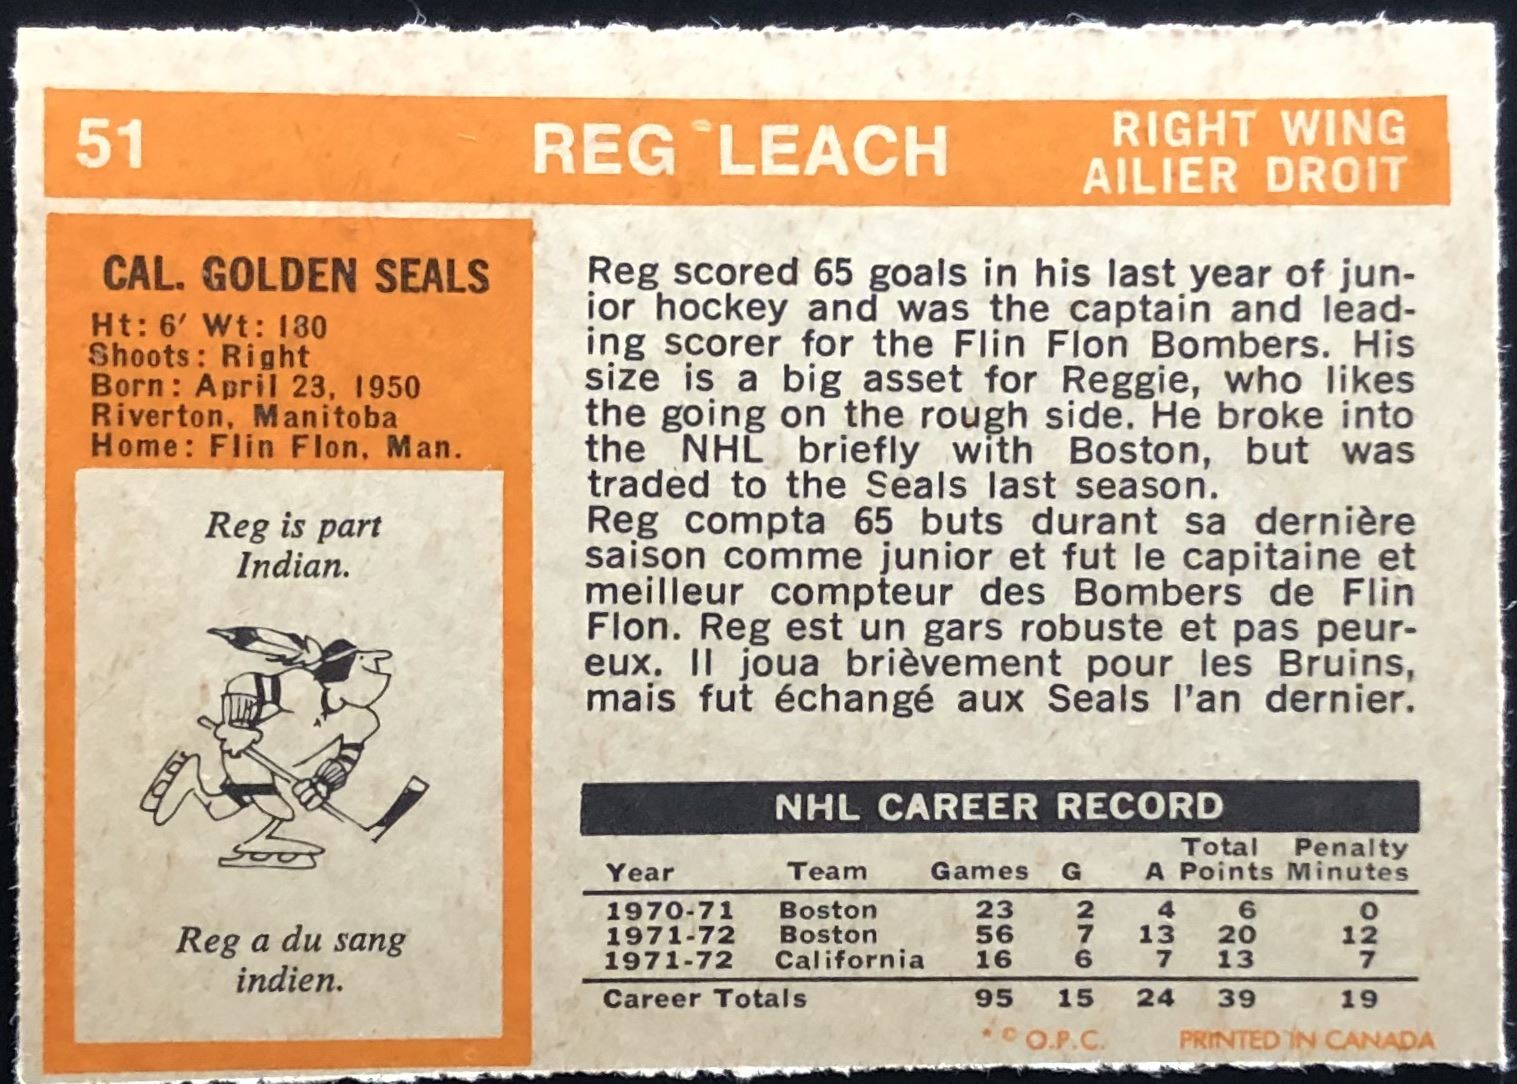 51
REG LEACH
RIGHT WING
AILIER DROIT
CAL. GOLDEN SEALS
Ht: 6' Wt: 180
Shoots: Right
Born: April 23, 1950
Riverton, Manitoba
Home: Flin Flon, Man.
Reg is part
Indian.
Reg a du sang
indien.
Reg scored 65 goals in his last year of jun-
ior hockey and was the captain and lead-
ing scorer for the Flin Flon Bombers. His
size is a big asset for Reggie, who likes
the going on the rough side. He broke into
the NHL briefly with Boston, but was
traded to the Seals last season.
Reg compta 65 buts durant sa dernière
saison comme junior et fut le capitaine et
meilleur compteur des Bombers de Flin
Flon. Reg est un gars robuste et pas peur-
eux. Il joua brièvement pour les Bruins,
mais fut échangé aux Seals l'an dernier.
NHL CAREER RECORD
Year Team Games G A Total Points Penalty Minutes
1970-71 Boston 23 2 4 6 0
1971-72 Boston 56 7 13 20 12
1971-72 California 16 6 7 13 7
Career Totals 95 15 24 39 19
* © O.P.C. PRINTED IN CANADA